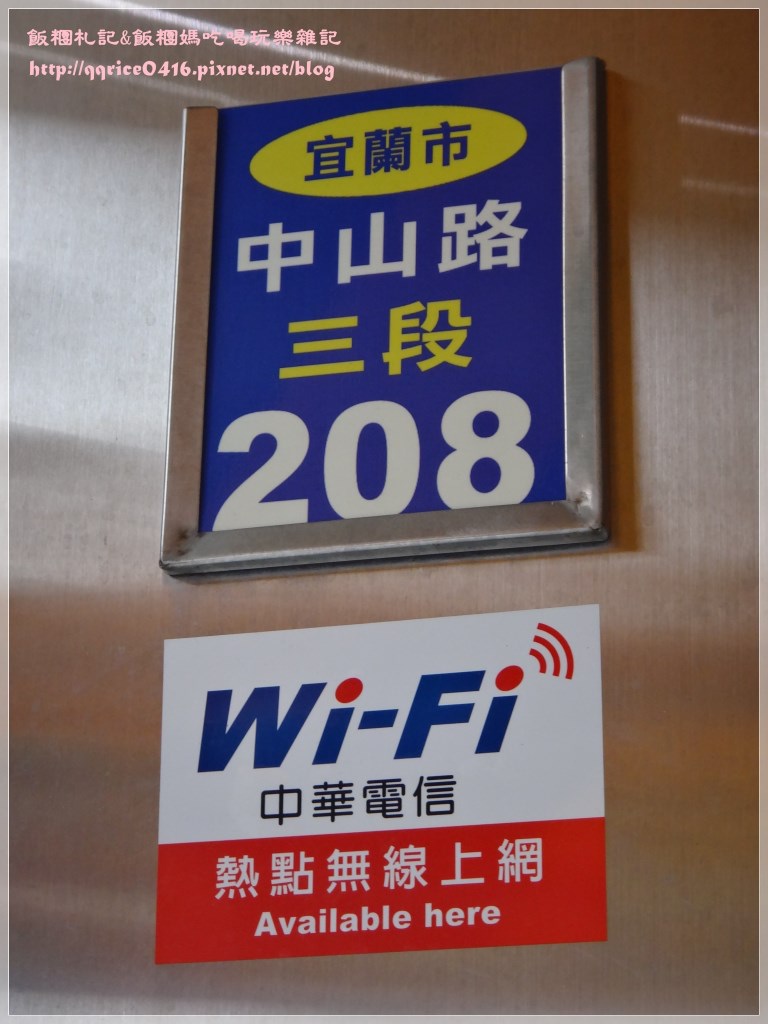 飯糰札記&飯糰媽吃喝玩樂雜記
http://qqrice0416.pixnet.net/blog
宜蘭市
中山路
三段
208
Wi-Fi
中華電信
熱點無線上網
Available here